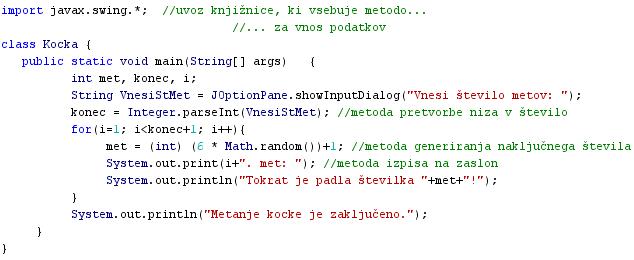 import javax.swing.*;  //uvoz knjižnice, ki vsebuje metodo...
//... za vnos podatkov
class Kocka {
public static void main(String[] args)   {
int met, konec, i;
String VnesiStMet = JOptionPane.showInputDialog("Vnesi število metov: ");
konec = Integer.parseInt(VnesiStMet); //metoda pretvorbe niza v število
for(i=1; i<konec+1; i++){
met = (int) (6 * Math.random())+1; //metoda generiranja naključnega števila
System.out.print(i+". met: "); //metoda izpisa na zaslon
System.out.println("Tokrat je padla številka "+met+"!");
}
System.out.println("Metanje kocke je zaključeno.");
}
}